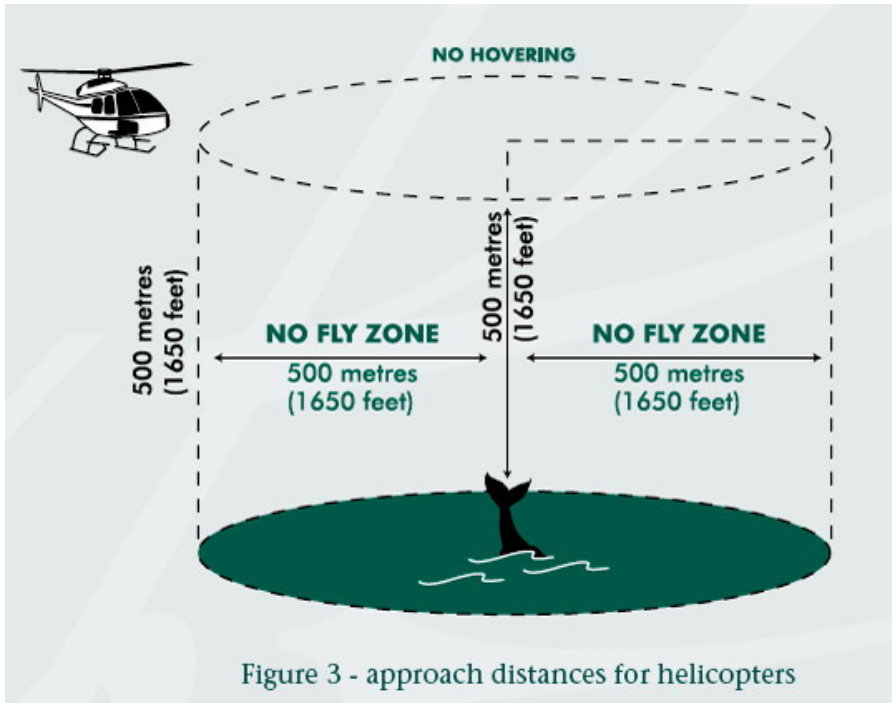 NO HOVERING
500 metres
(1650 feet)
500 metres
(1650 feet)
NO FLY ZONE
500 metres
(1650 feet)
NO FLY ZONE
500 metres
(1650 feet)
Figure 3 - approach distances for helicopters